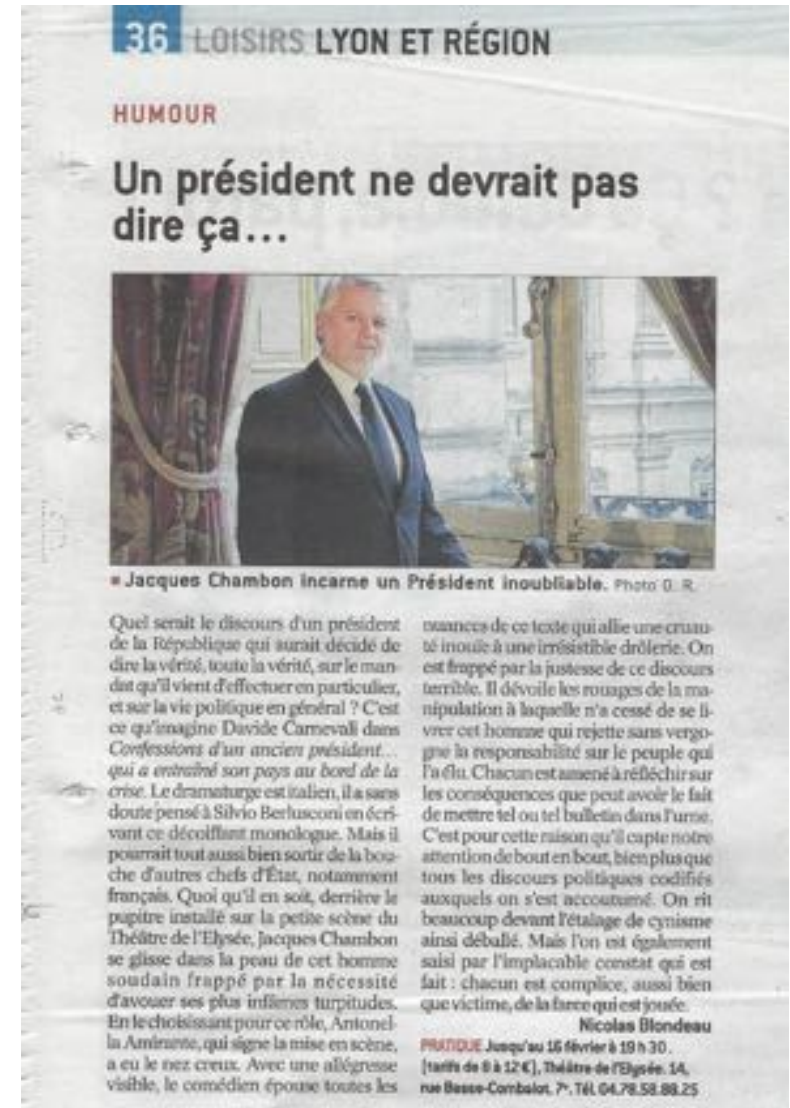 36 LOISIRS LYON ET RÉGION
HUMOUR
Un président ne devrait pas
dire ça...
Jacques Chambon incarne un Président inoubliable. Photo D. R.
Quel serait le discours d'un président
de la République qui aurait décidé de
dire la vérité, toute la vérité, sur le man-
dat qu'il vient d'effectuer en particulier,
et sur la vie politique en général ? C'est
ce qu'imagine Davide Carnevali dans
Confessions d'un ancien président...
qui a entraîné son pays au bord de la
crise. Le dramaturge est italien, il a sans
doute pensé à Silvio Berlusconi en écri-
vant ce décoiffant monologue. Mais il
pourrait tout aussi bien sortir de la bou-
che d'autres chefs d'État, notamment
français. Quoi qu'il en soit, derrière le
pupitre installé sur la petite scène du
Théâtre de l'Elysée, Jacques Chambon
se glisse dans la peau de cet homme
soudain frappé par la nécessité
d'avouer ses plus infimes turpitudes.
En le choisissant pour ce rôle, Antonel-
la Amirante, qui signe la mise en scène,
a eu le nez creux. Avec une allégresse
visible, le comédien épouse toutes les
nuances de ce texte qui allie une cruau-
té inouïe à une irrésistible drôlerie. On
est frappé par la justesse de ce discours
terrible. Il dévoile les rouages de la ma-
nipulation à laquelle n'a cessé de se li-
vrer cet homme qui rejette sans vergo-
gne la responsabilité sur le peuple qui
l'a élu. Chacun est amené à réfléchir sur
les conséquences que peut avoir le fait
de mettre tel ou tel bulletin dans l'urne.
C'est pour cette raison qu'il capte notre
attention de bout en bout, bien plus que
tous les discours politiques codifiés
auxquels on s'est accoutumé. On rit
beaucoup devant l'étalage de cynisme
ainsi déballé. Mais l'on est également
saisi par l'implacable constat qui est
fait : chacun est complice, aussi bien
que victime, de la farce qui est jouée.
Nicolas Blondeau
PRATIQUE Jusqu'au 16 février à 19 h 30.
(tarifs de 8 à 12 €), Théâtre de l'Elysée. 14,
rue Basse-Combalot. 7e. Tél. 04.78.58.88.25